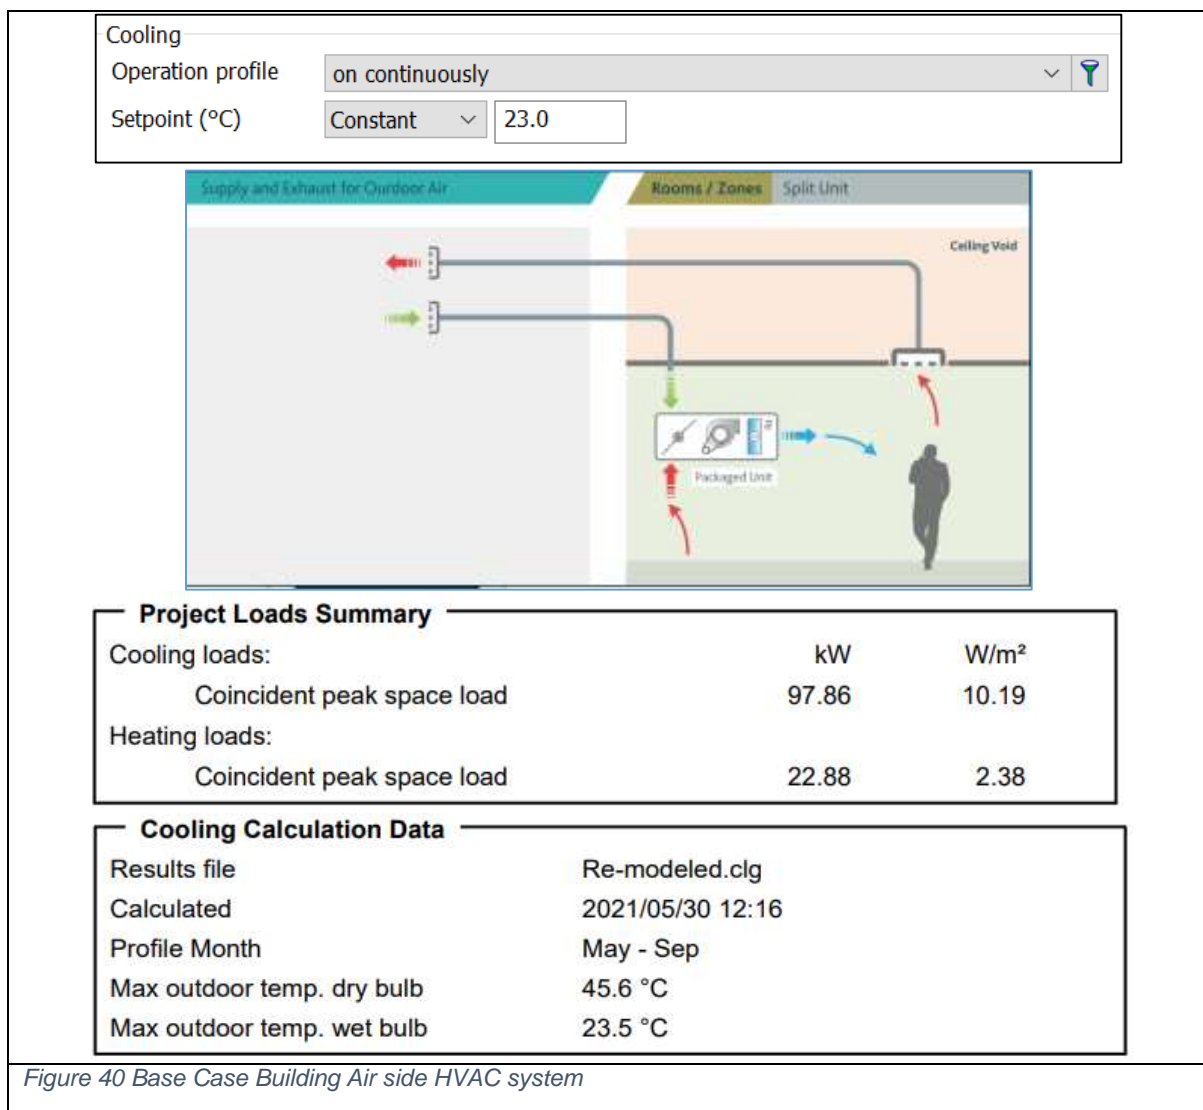 Cooling
Operation profile on continuously
Setpoint (°C) Constant 23.0
Supply and Exhaust for Ourdoor Air Rooms / Zones Split Unit
Ceiling Void
Packaged Unit
Project Loads Summary
Cooling loads: kW W/m²
Coincident peak space load 97.86 10.19
Heating loads:
Coincident peak space load 22.88 2.38
Cooling Calculation Data
Results file Re-modeled.clg
Calculated 2021/05/30 12:16
Profile Month May - Sep
Max outdoor temp. dry bulb 45.6 °C
Max outdoor temp. wet bulb 23.5 °C
Figure 40 Base Case Building Air side HVAC system